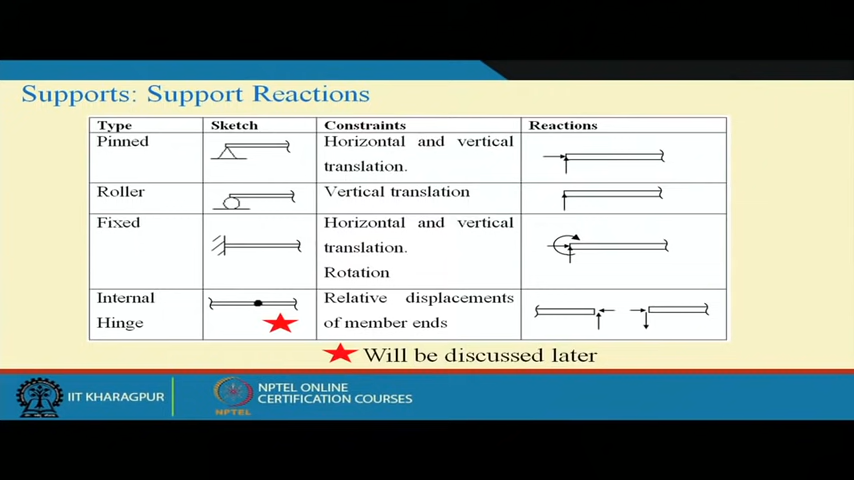 Supports: Support Reactions
Type Sketch Constraints Reactions
Pinned Horizontal and vertical
translation.
Roller Vertical translation
Fixed Horizontal and vertical
translation.
Rotation
Internal Relative displacements
Hinge of member ends
Will be discussed later
IIT KHARAGPUR
NPTEL
NPTEL ONLINE
CERTIFICATION COURSES